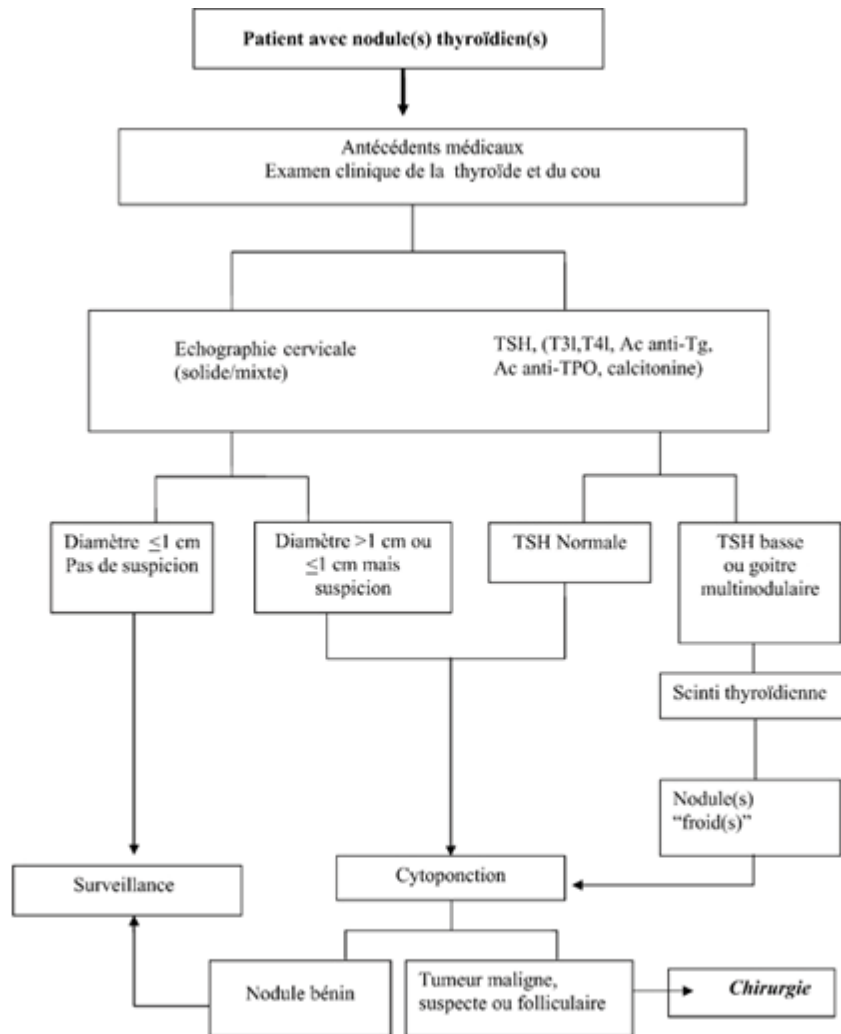 Patient avec nodule(s) thyroïdien(s)
Antécédents médicaux
Examen clinique de la thyroïde et du cou
Echographie cervicale
(solide/mixte)
TSH, (T3l,T4l, Ac anti-Tg,
Ac anti-TPO, calcitonine)
Diamètre ≤1 cm
Pas de suspicion
Diamètre >1 cm ou
≤1 cm mais
suspicion
TSH Normale
TSH basse
ou goitre
multinodulaire
Scinti thyroïdienne
Nodule(s)
“froid(s)”
Surveillance
Cytoponction
Nodule bénin
Tumeur maligne,
suspecte ou folliculaire
Chirurgie